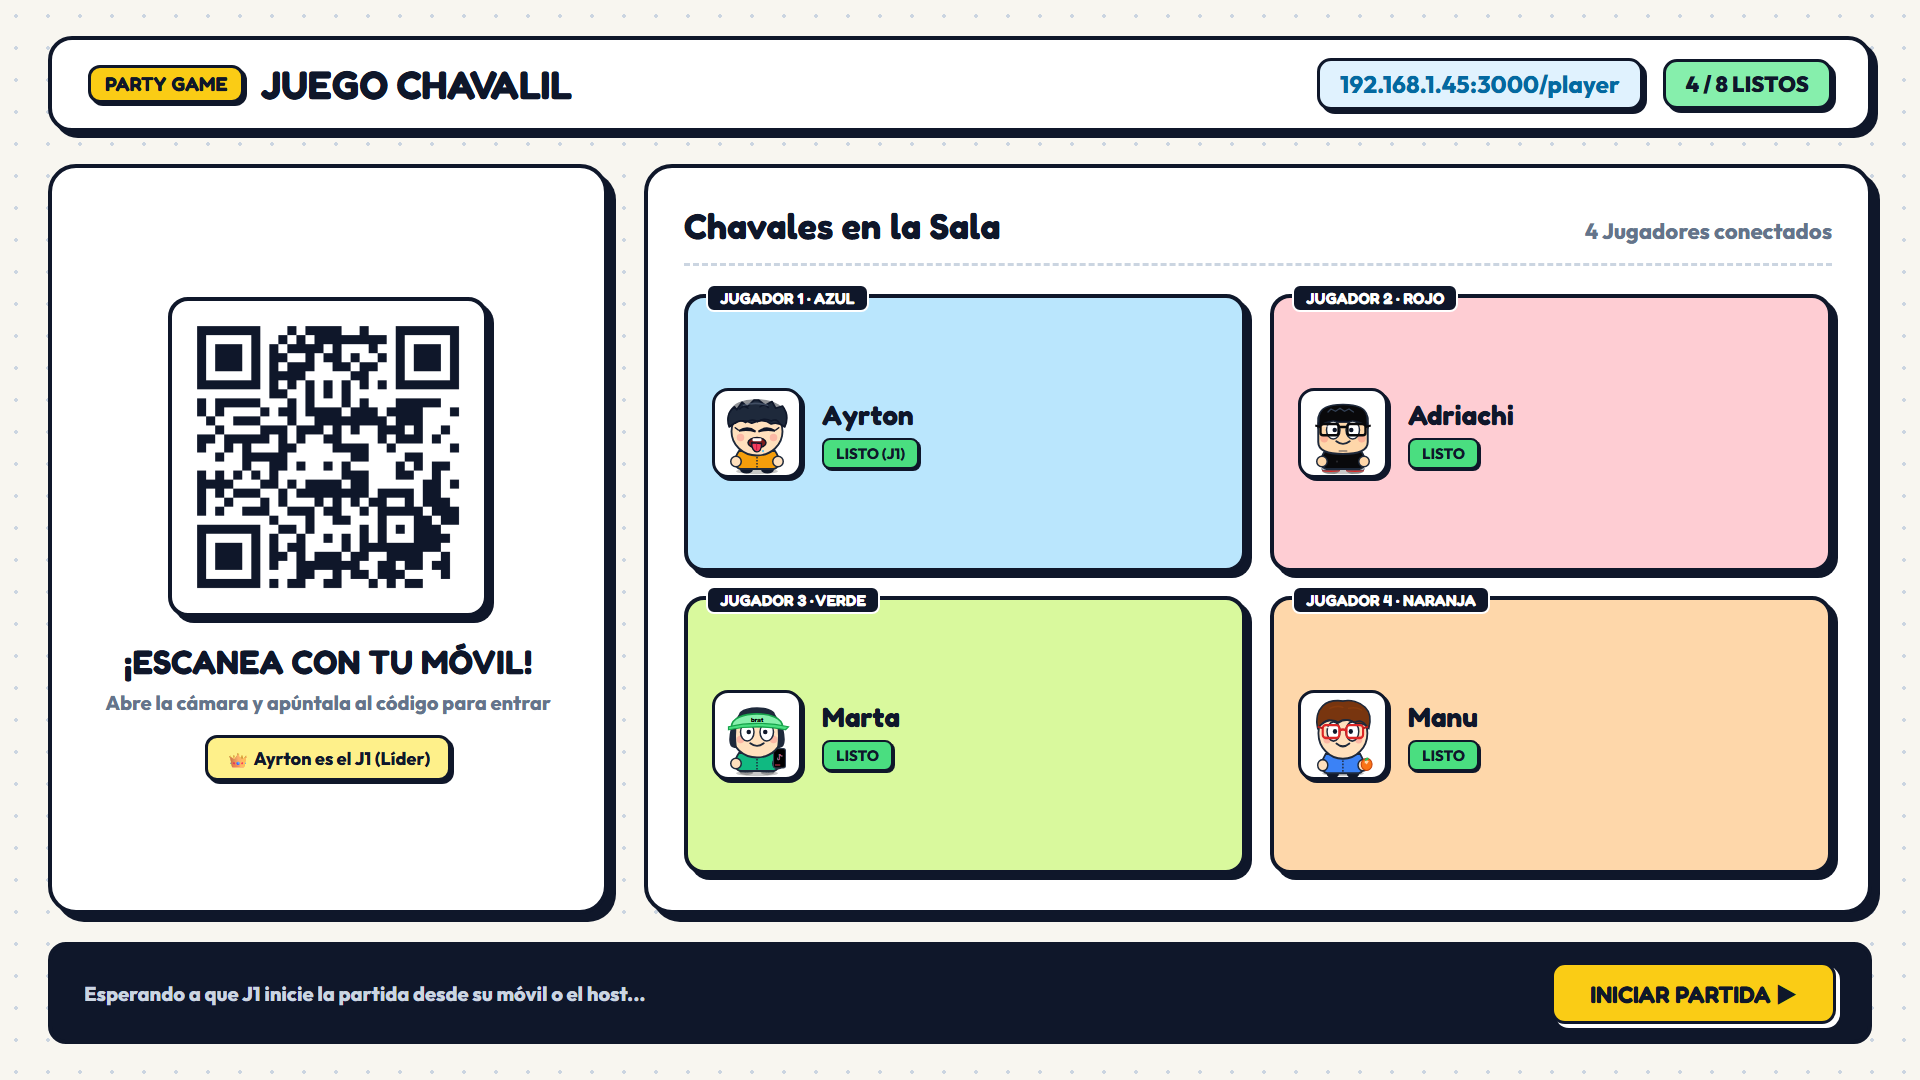 PARTY GAME
JUEGO CHAVALIL
192.168.1.45:3000/player
4 / 8 LISTOS
¡ESCANEA CON TU MÓVIL!
Abre la cámara y apúntala al código para entrar
Ayrton es el J1 (Líder)
Chavales en la Sala
4 Jugadores conectados
JUGADOR 1 · AZUL
Ayrton
LISTO (J1)
JUGADOR 2 · ROJO
Adriachi
LISTO
JUGADOR 3 · VERDE
brat
Marta
LISTO
JUGADOR 4 · NARANJA
Manu
LISTO
Esperando a que J1 inicie la partida desde su móvil o el host...
INICIAR PARTIDA ▶